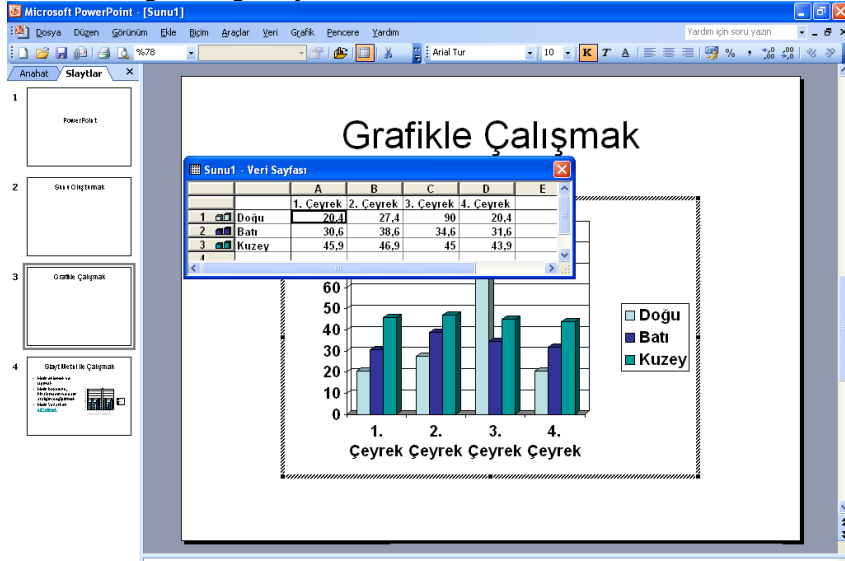 Microsoft PowerPoint - [Sunu1]
Dosya Düzen Görünüm Ekle Biçim Araçlar Veri Grafik Pencere Yardım Yardım için soru yazın
%78 Arial Tur 10 K T A
Anahat Slaytlar
1
PowerPoint
2
Sunu Oluşturmak
3
Grafikle Çalışmak
4
Slayt Metni ile Çalışmak
Grafikle Çalışmak
Sunu1 - Veri Sayfası
A B C D E
1. Çeyrek 2. Çeyrek 3. Çeyrek 4. Çeyrek
1 Doğu 20,4 27,4 90 20,4
2 Batı 30,6 38,6 34,6 31,6
3 Kuzey 45,9 46,9 45 43,9
4
60
50
40
30
20
10
0
1. 2. 3. 4.
Çeyrek Çeyrek Çeyrek Çeyrek
Doğu
Batı
Kuzey